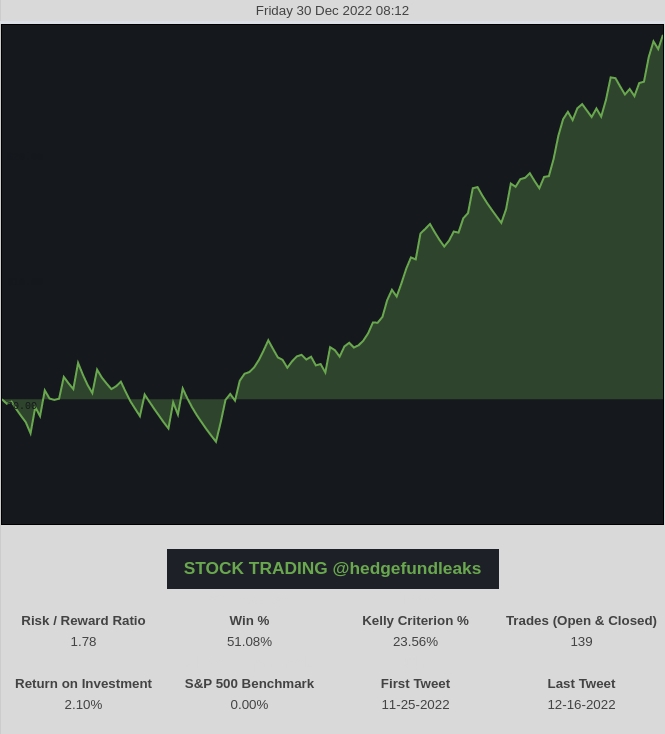 Friday 30 Dec 2022 08:12
STOCK TRADING @hedgefundleaks
Risk / Reward Ratio Win % Kelly Criterion % Trades (Open & Closed)
1.78 51.08% 23.56% 139
Return on Investment S&P 500 Benchmark First Tweet Last Tweet
2.10% 0.00% 11-25-2022 12-16-2022